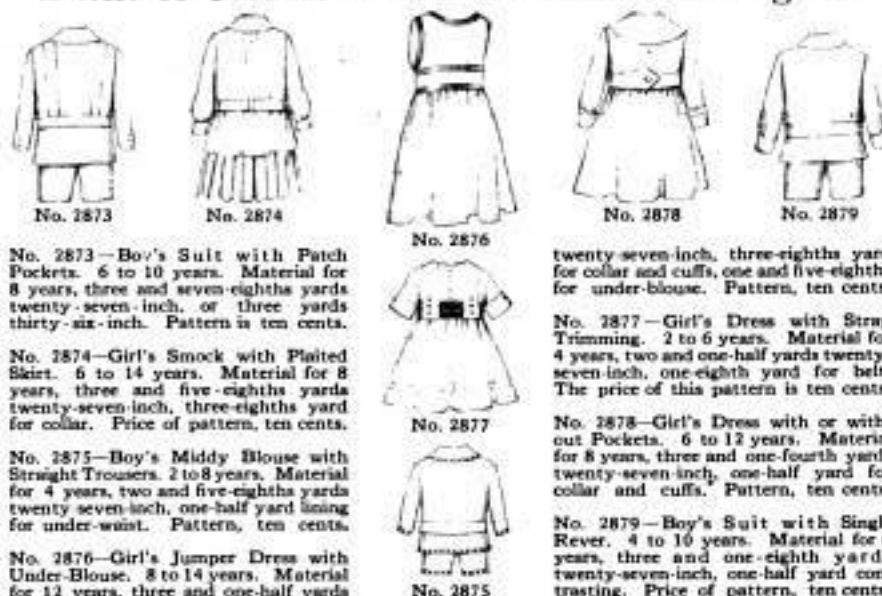 No. 2873
No. 2874
No. 2876
No. 2878
No. 2879
No. 2873—Boy's Suit with Patch
Pockets. 6 to 10 years. Material for
8 years, three and seven-eighths yards
twenty-seven-inch, or three yards
thirty-six-inch. Pattern is ten cents.
No. 2874—Girl's Smock with Plaited
Skirt. 6 to 14 years. Material for 8
years, three and five-eighths yards
twenty-seven-inch, three-eighths yard
for collar. Price of pattern, ten cents.
No. 2875—Boy's Middy Blouse with
Straight Trousers. 2 to 8 years. Material
for 4 years, two and five-eighths yards
twenty seven-inch, one-half yard lining
for under-waist. Pattern, ten cents.
No. 2876—Girl's Jumper Dress with
Under-Blouse. 8 to 14 years. Material
for 12 years, three and one-half yards
No. 2877
No. 2875
twenty-seven-inch, three-eighths yard
for collar and cuffs, one and five-eighths
for under-blouse. Pattern, ten cents
No. 2877—Girl's Dress with Strap
Trimming. 2 to 6 years. Material for
4 years, two and one-half yards twenty-
seven-inch, one-eighth yard for belt.
The price of this pattern is ten cents
No. 2878—Girl's Dress with or with-
out Pockets. 6 to 12 years. Material
for 8 years, three and one-fourth yards
twenty-seven-inch, one-half yard for
collar and cuffs. Pattern, ten cents
No. 2879—Boy's Suit with Single
Rever. 4 to 10 years. Material for
years, three and one-eighth yards
twenty-seven-inch, one-half yard con-
trasting. Price of pattern, ten cents